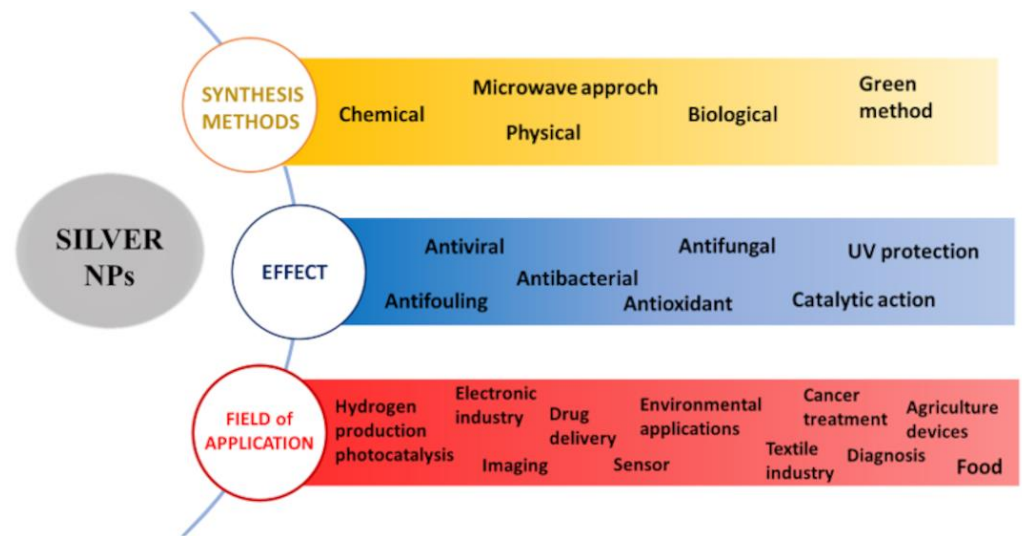 SILVER
NPs
SYNTHESIS
METHODS
Chemical
Microwave approch
Physical
Biological
Green
method
EFFECT
Antiviral
Antifouling
Antibacterial
Antifungal
Antioxidant
UV protection
Catalytic action
FIELD of
APPLICATION
Hydrogen
production
photocatalysis
Electronic
industry
Imaging
Drug
delivery
Environmental
applications
Sensor
Cancer
treatment
Textile
industry
Diagnosis
Agriculture
devices
Food